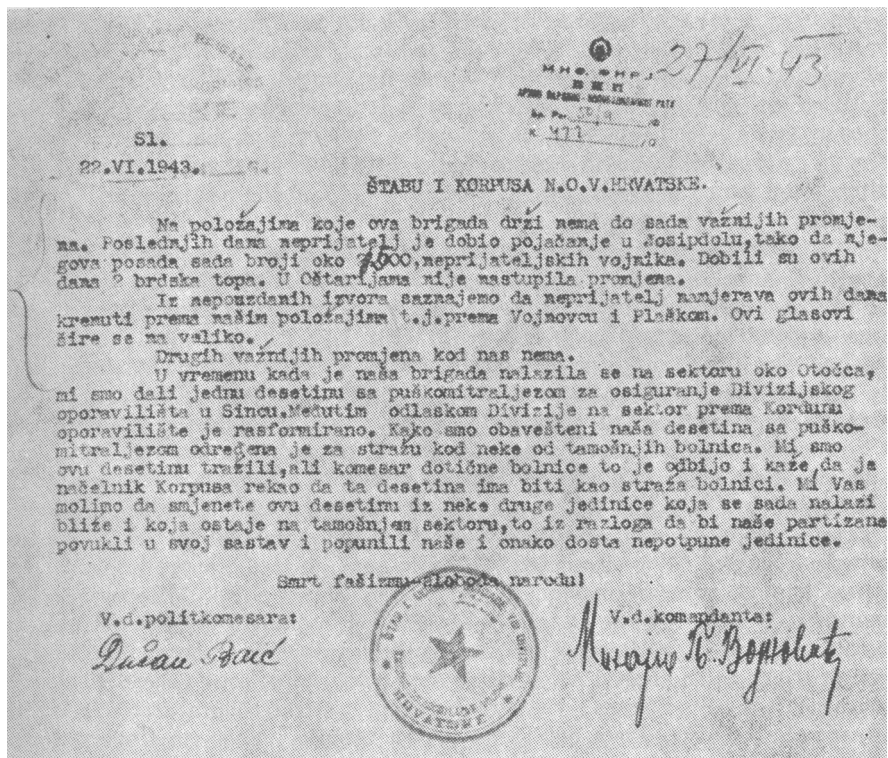 27/VI.43
Sl.
22.VI.1943.
ŠTABU I KORPUSA N.O.V.HRVATSKE.
Na položajima koje ova brigada drži nema do sada važnijih promje-
na. Poslednjih dana neprijatelj je dobio pojačanje u Josipdolu,tako da nje-
gova posada sada broji oko 000,neprijateljskih vojnika. Dobili su ovih
dana 2 brdska topa. U Oštarijama nije nastupila promjena.
Iz nepouzdanih izvora saznajemo da neprijatelj namjerava ovih dana
krenuti prema našim položajima t.j.prema Vojnovcu i Plaškom. Ovi glasovi
šire se na veliko.
Drugih važnijih promjena kod nas nema.
U vremenu kada je naša brigada nalazila se na sektoru oko Otočca,
mi smo dali jednu desetinu sa puškomitraljezom za osiguranje Divizijskog
oporavilišta u Sincu.Međutim odlaskom Divizije na sektor prema Kordunu
oporavilište je rasformirano. Kako smo obavešteni naša desetina sa puško-
mitraljezom određena je za stražu kod neke od tamošnjih bolnica. Mi smo
ovu desetinu tražili,ali komesar dotične bolnice to je odbijo i kaže,da je
načelnik Korpusa rekao da ta desetina ima biti kao straža bolnici. Mi Vas
molimo da smjenete ovu desetinu iz neke druge jedinice koja se sada nalazi
bliže i koja ostaje na tamošnjem sektoru,to iz razloga da bi naše partizane
povukli u svoj sastav i popunili naše i onako dosta nepotpune jedinice.
Smrt fašizmu-sloboda narodu!
V.d.politkomesara:
V.d.komandanta:
Dušan Baić
HRVATSKE